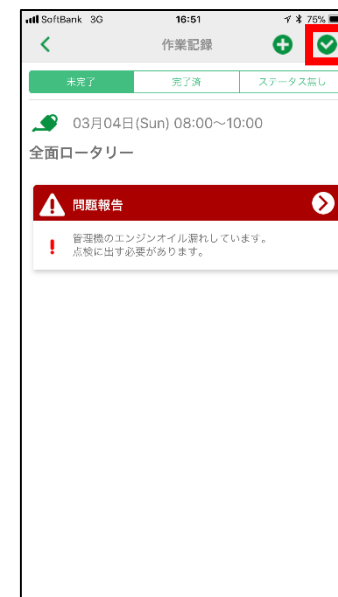 SoftBank 3G 16:51 75%
作業記録
未完了 完了済 ステータス無し
03月04日(Sun) 08:00〜10:00
全面ロータリー
問題報告
管理機のエンジンオイル漏れしています。
点検に出す必要があります。